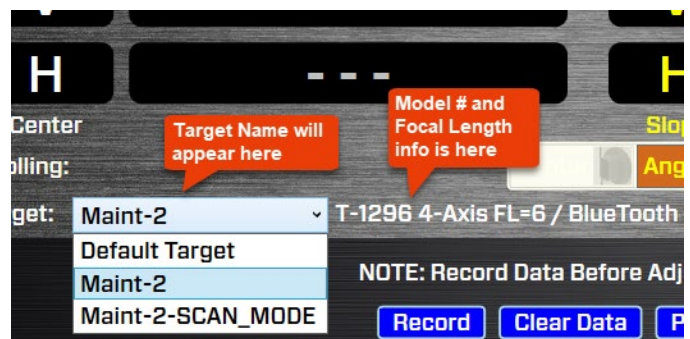 H
- - -
H
Model # and
Focal Length
info is here
Target Name will
appear here
Center
Slop
olling:
Ang
get: Maint-2 T-1296 4-Axis FL=6 / BlueTooth
Default Target
Maint-2
NOTE: Record Data Before Adj
Maint-2-SCAN_MODE
Record Clear Data P